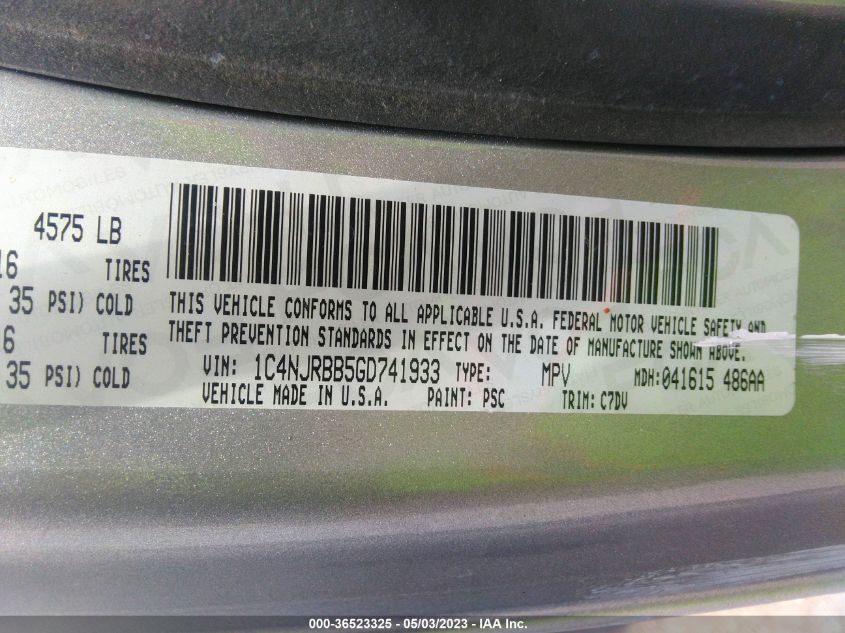 4575 LB
16 TIRES
35 PSI) COLD
6 TIRES
35 PSI) COLD
THIS VEHICLE CONFORMS TO ALL APPLICABLE U.S.A. FEDERAL MOTOR VEHICLE SAFETY AND
THEFT PREVENTION STANDARDS IN EFFECT ON THE DATE OF MANUFACTURE SHOWN ABOVE.
VIN: 1C4NJRBB5GD741933 TYPE: MPV MDH:041615 486AA
VEHICLE MADE IN U.S.A. PAINT: PSC TRIM: C7DV
000-36523325 - 05/03/2023 - IAA Inc.